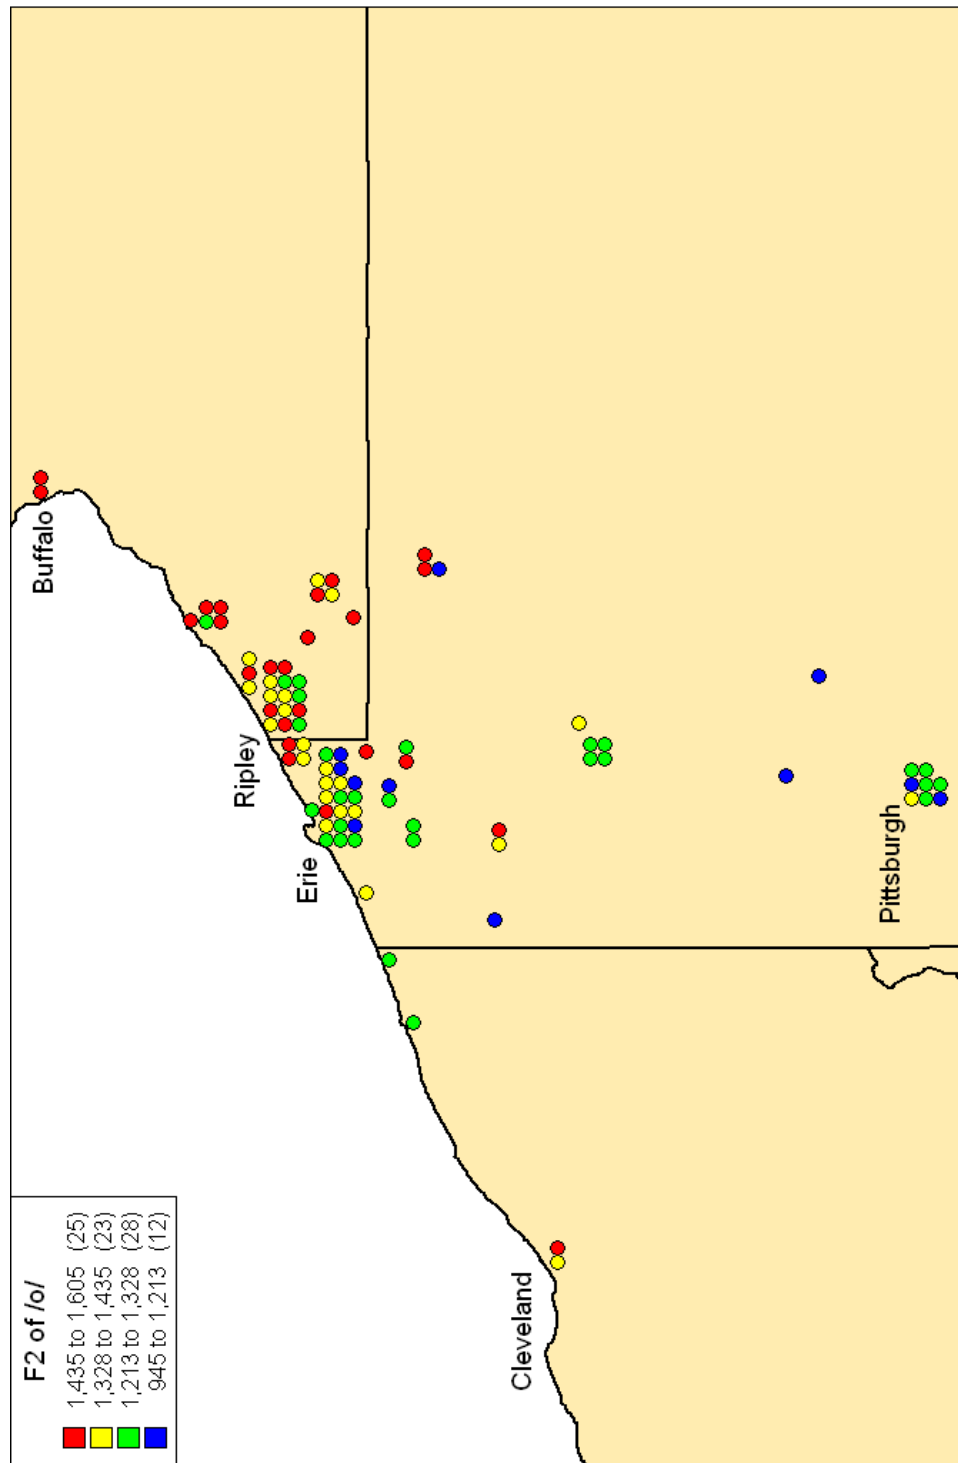 F2 of /o/
1,435 to 1,605 (25)
1,328 to 1,435 (23)
1,213 to 1,328 (28)
945 to 1,213 (12)
Cleveland
Erie
Ripley
Buffalo
Pittsburgh